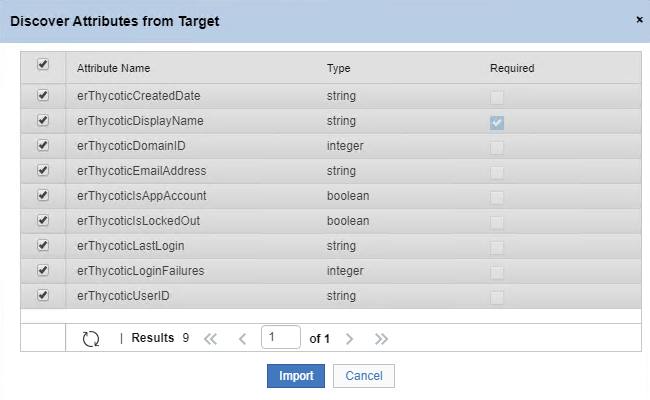 Discover Attributes from Target ×
Attribute Name Type Required
erThycoticCreatedDate string
erThycoticDisplayName string
erThycoticDomainID integer
erThycoticEmailAddress string
erThycoticIsAppAccount boolean
erThycoticIsLockedOut boolean
erThycoticLastLogin string
erThycoticLoginFailures integer
erThycoticUserID string
| Results 9 1 of 1
Import Cancel